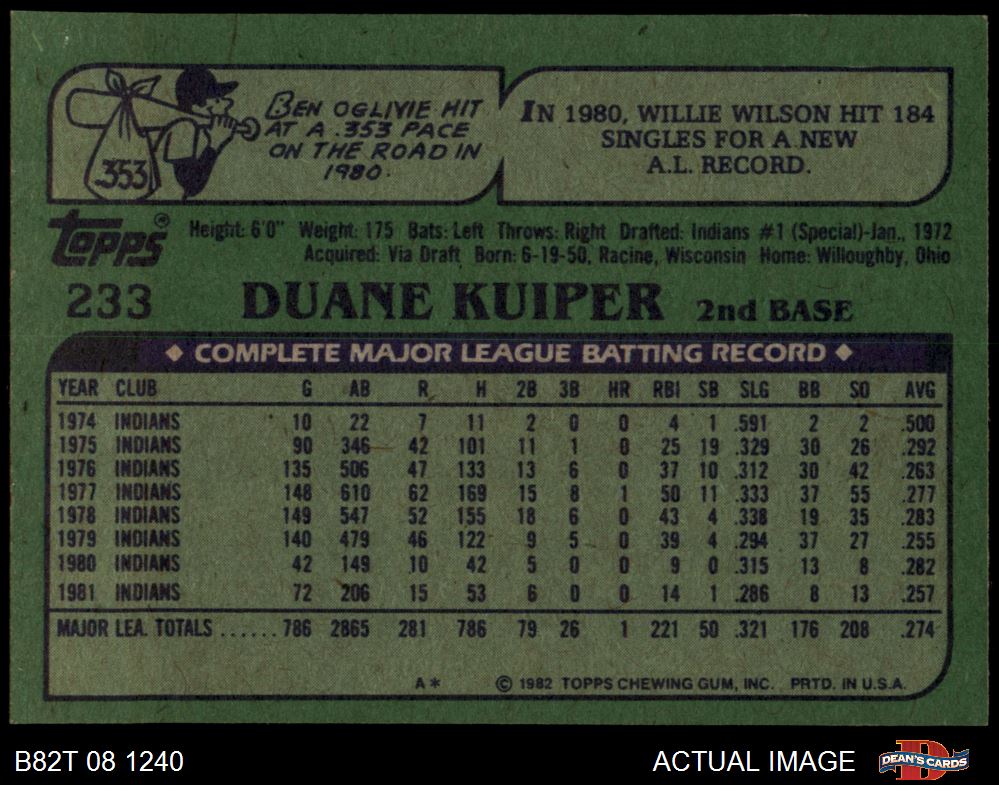 BEN OGLIVIE HIT
AT A .353 PACE
ON THE ROAD IN
1980.
.353
IN 1980, WILLIE WILSON HIT 184
SINGLES FOR A NEW
A.L. RECORD.
Topps®
Height: 6'0" Weight: 175 Bats: Left Throws: Right Drafted: Indians #1 (Special)-Jan., 1972
Acquired: Via Draft Born: 6-19-50, Racine, Wisconsin Home: Willoughby, Ohio
233 DUANE KUIPER 2nd BASE
◆ COMPLETE MAJOR LEAGUE BATTING RECORD ◆
YEAR CLUB G AB R H 2B 3B HR RBI SB SLG BB SO AVG
1974 INDIANS 10 22 7 11 2 0 0 4 1 .591 2 2 .500
1975 INDIANS 90 346 42 101 11 1 0 25 19 .329 30 26 .292
1976 INDIANS 135 506 47 133 13 6 0 37 10 .312 30 42 .263
1977 INDIANS 148 610 62 169 15 8 1 50 11 .333 37 55 .277
1978 INDIANS 149 547 52 155 18 6 0 43 4 .338 19 35 .283
1979 INDIANS 140 479 46 122 9 5 0 39 4 .294 37 27 .255
1980 INDIANS 42 149 10 42 5 0 0 9 0 .315 13 8 .282
1981 INDIANS 72 206 15 53 6 0 0 14 1 .286 8 13 .257
MAJOR LEA. TOTALS ...... 786 2865 281 786 79 26 1 221 50 .321 176 208 .274
A* © 1982 TOPPS CHEWING GUM, INC. PRTD. IN U.S.A.
B82T 08 1240 ACTUAL IMAGE DEAN'S CARDS